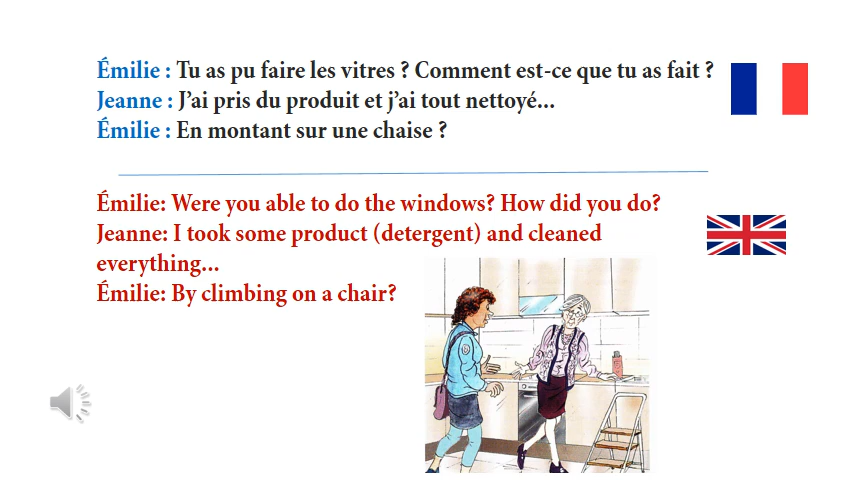 Émilie : Tu as pu faire les vitres ? Comment est-ce que tu as fait ?
Jeanne : J’ai pris du produit et j’ai tout nettoyé...
Émilie : En montant sur une chaise ?
Émilie: Were you able to do the windows? How did you do?
Jeanne: I took some product (detergent) and cleaned
everything...
Émilie: By climbing on a chair?